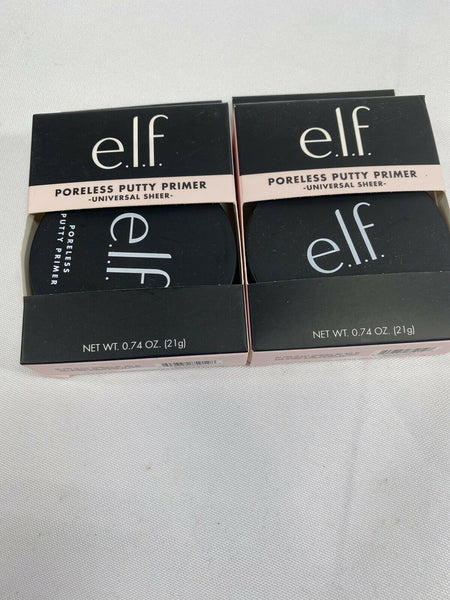 e.l.f.
PORELESS PUTTY PRIMER
-UNIVERSAL SHEER-
e.l.f.
PORELESS
PUTTY PRIMER
NET WT. 0.74 OZ. (21g)
e.l.f.
PORELESS PUTTY PRIMER
-UNIVERSAL SHEER-
e.l.f.
NET WT. 0.74 OZ. (21g)